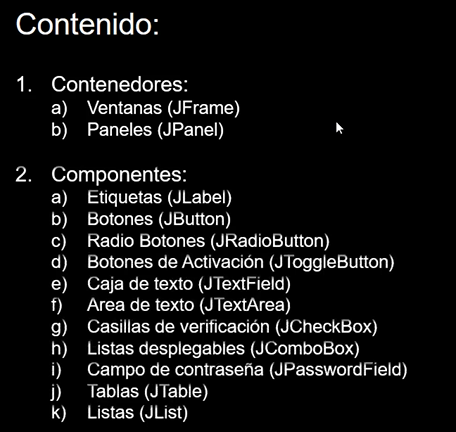 Contenido:
1. Contenedores:
a) Ventanas (JFrame)
b) Paneles (JPanel)
2. Componentes:
a) Etiquetas (JLabel)
b) Botones (JButton)
c) Radio Botones (JRadioButton)
d) Botones de Activación (JToggleButton)
e) Caja de texto (JTextField)
f) Area de texto (JTextArea)
g) Casillas de verificación (JCheckBox)
h) Listas desplegables (JComboBox)
i) Campo de contraseña (JPasswordField)
j) Tablas (JTable)
k) Listas (JList)